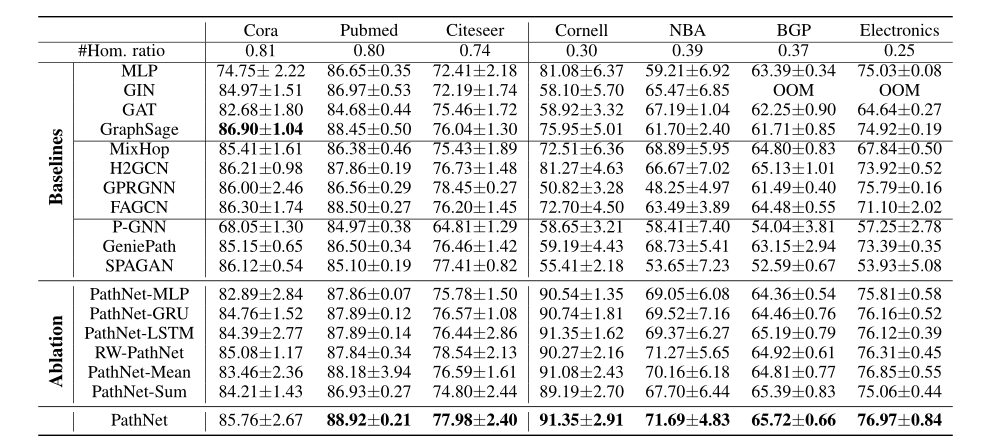 Cora Pubmed Citeseer Cornell NBA BGP Electronics
#Hom. ratio 0.81 0.80 0.74 0.30 0.39 0.37 0.25
Baselines
MLP 74.75± 2.22 86.65±0.35 72.41±2.18 81.08±6.37 59.21±6.92 63.39±0.34 75.03±0.08
GIN 84.97±1.51 86.97±0.53 72.19±1.74 58.10±5.70 65.47±6.85 OOM OOM
GAT 82.68±1.80 84.68±0.44 75.46±1.72 58.92±3.32 67.19±1.04 62.25±0.90 64.64±0.27
GraphSage 86.90±1.04 88.45±0.50 76.04±1.30 75.95±5.01 61.70±2.40 61.71±0.85 74.92±0.19
MixHop 85.41±1.61 86.38±0.46 75.43±1.89 72.51±6.36 68.89±5.95 64.80±0.83 67.84±0.50
H2GCN 86.21±0.98 87.86±0.19 76.73±1.48 81.27±4.63 66.67±7.02 65.13±1.01 73.92±0.52
GPRGNN 86.00±2.46 86.56±0.29 78.45±0.27 50.82±3.28 48.25±4.97 61.49±0.40 75.79±0.16
FAGCN 86.30±1.74 88.50±0.27 76.20±1.45 72.70±4.50 63.49±3.89 64.48±0.55 71.10±2.02
P-GNN 68.05±1.30 84.97±0.38 64.81±1.29 58.65±3.21 58.41±7.40 54.04±3.81 57.25±2.78
GeniePath 85.15±0.65 86.50±0.34 76.46±1.42 59.19±4.43 68.73±5.41 63.15±2.94 73.39±0.35
SPAGAN 86.12±0.54 85.10±0.19 77.41±0.82 55.41±2.18 53.65±7.23 52.59±0.67 53.93±5.08
Ablation
PathNet-MLP 82.89±2.84 87.86±0.07 75.78±1.50 90.54±1.35 69.05±6.08 64.36±0.54 75.81±0.58
PathNet-GRU 84.76±1.52 87.89±0.12 76.57±1.08 90.74±1.81 69.52±7.16 64.46±0.76 76.16±0.52
PathNet-LSTM 84.39±2.77 87.89±0.14 76.44±2.86 91.35±1.62 69.37±6.27 65.19±0.79 76.12±0.39
RW-PathNet 85.08±1.17 87.84±0.34 78.54±2.13 90.27±2.16 71.27±5.65 64.92±0.61 76.31±0.45
PathNet-Mean 83.46±2.36 88.18±3.94 76.59±1.61 91.08±2.43 70.16±6.18 64.81±0.77 76.85±0.55
PathNet-Sum 84.21±1.43 86.93±0.27 74.80±2.44 89.19±2.70 67.70±6.44 65.39±0.83 75.06±0.44
PathNet 85.76±2.67 88.92±0.21 77.98±2.40 91.35±2.91 71.69±4.83 65.72±0.66 76.97±0.84